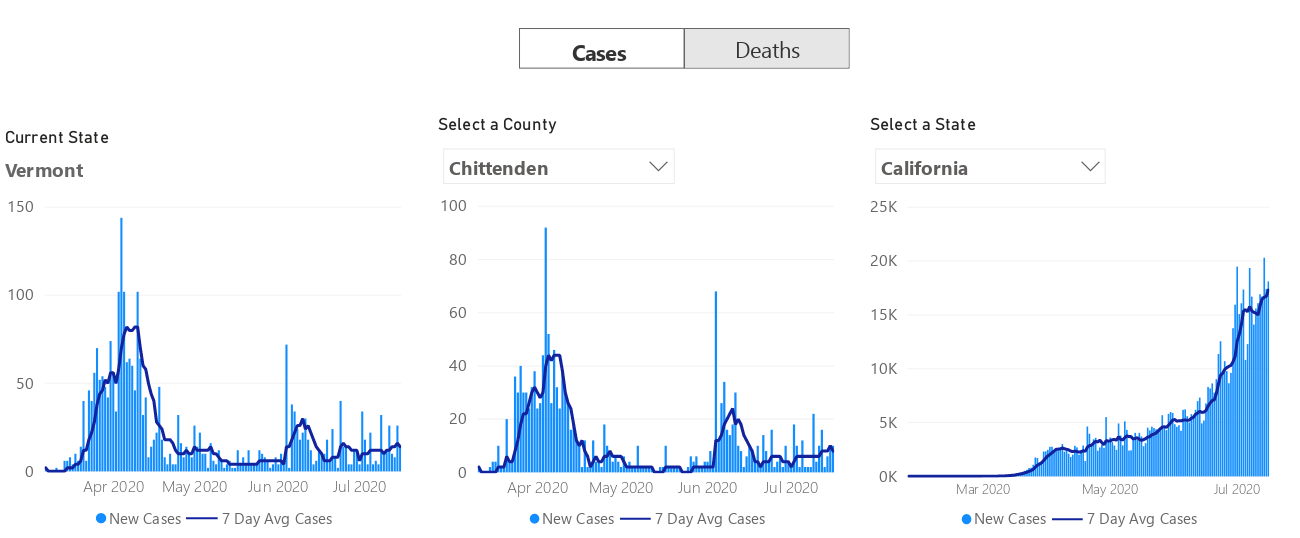 Cases Deaths
Current State
Vermont
150
100
50
0
Apr 2020 May 2020 Jun 2020 Jul 2020
New Cases 7 Day Avg Cases
Select a County
Chittenden
100
80
60
40
20
0
Apr 2020 May 2020 Jun 2020 Jul 2020
New Cases 7 Day Avg Cases
Select a State
California
25K
20K
15K
10K
5K
0K
Mar 2020 May 2020 Jul 2020
New Cases 7 Day Avg Cases